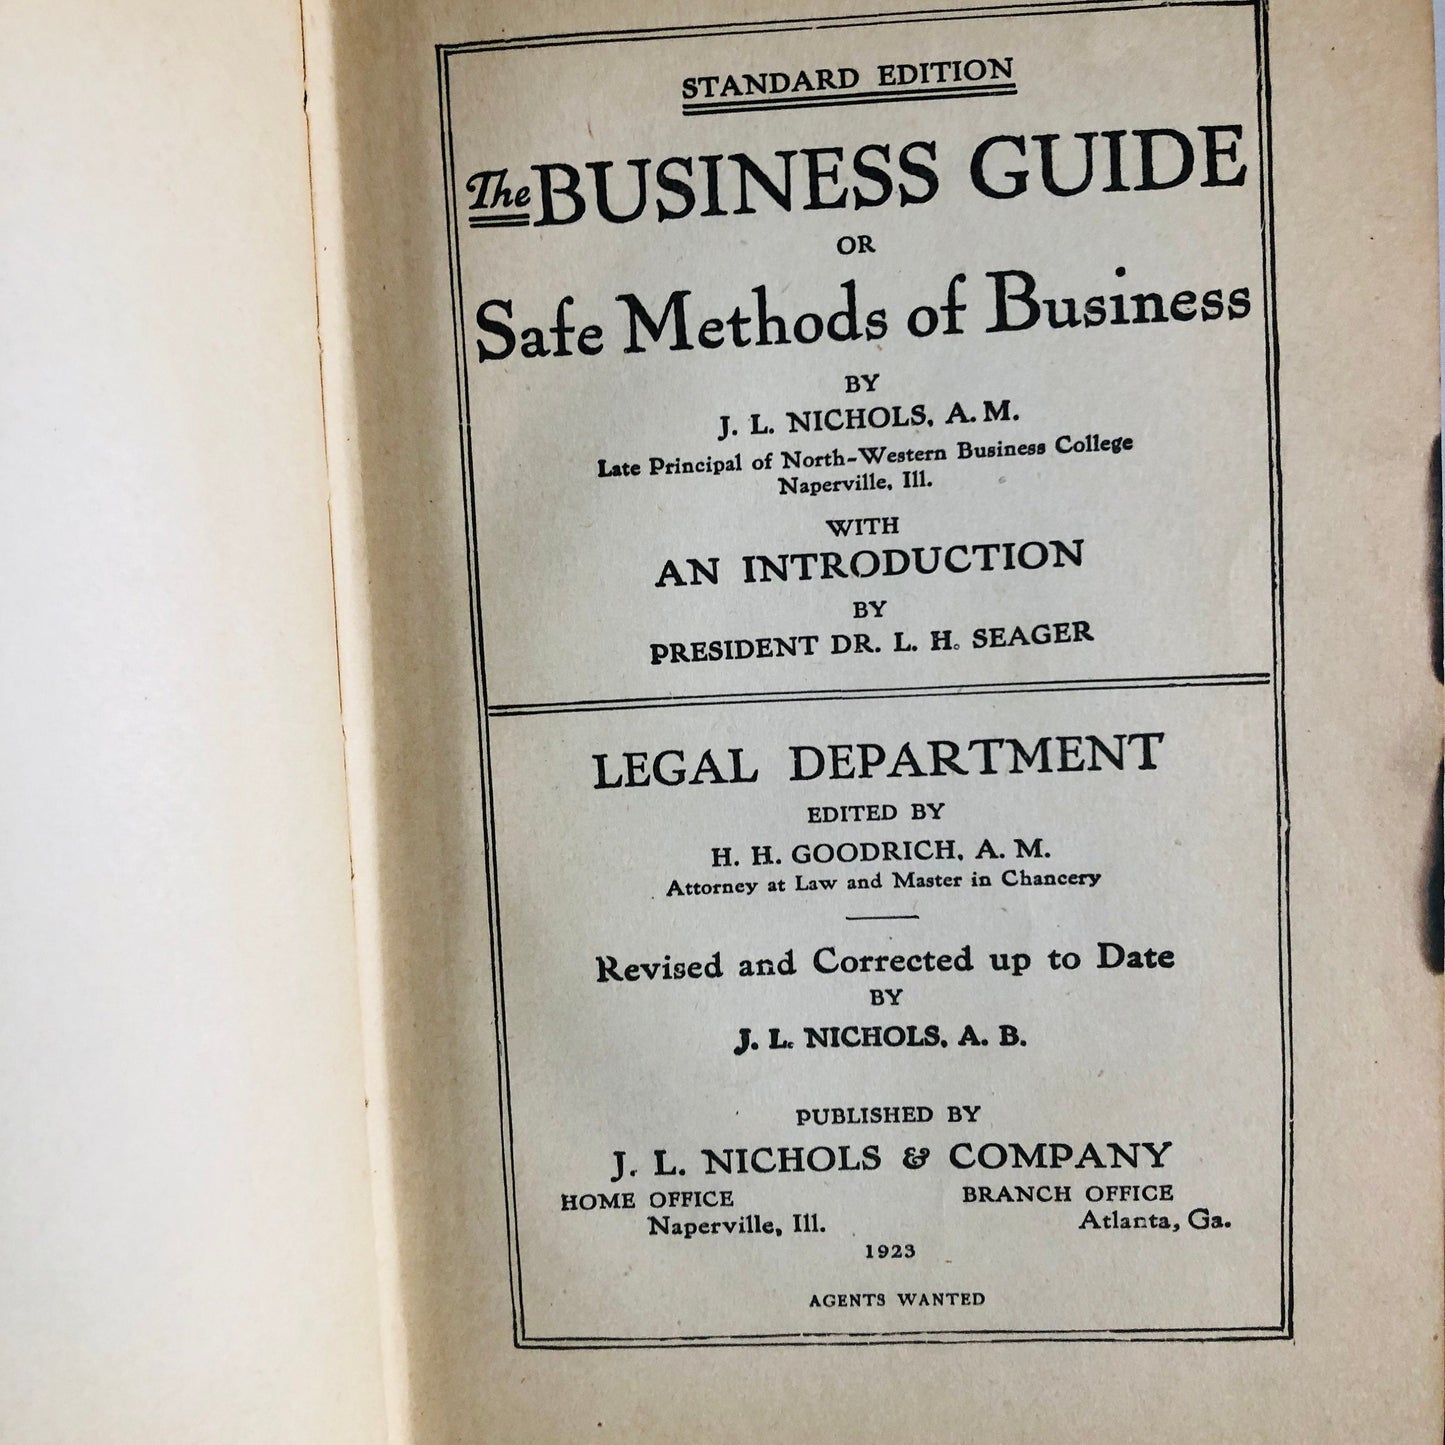 STANDARD EDITION
The BUSINESS GUIDE
OR
Safe Methods of Business
BY
J. L. NICHOLS, A. M.
Late Principal of North-Western Business College
Naperville, Ill.
WITH
AN INTRODUCTION
BY
PRESIDENT DR. L. H. SEAGER
LEGAL DEPARTMENT
EDITED BY
H. H. GOODRICH, A. M.
Attorney at Law and Master in Chancery
Revised and Corrected up to Date
BY
J. L. NICHOLS, A. B.
PUBLISHED BY
J. L. NICHOLS & COMPANY
HOME OFFICE BRANCH OFFICE
Naperville, Ill. Atlanta, Ga.
1923
AGENTS WANTED